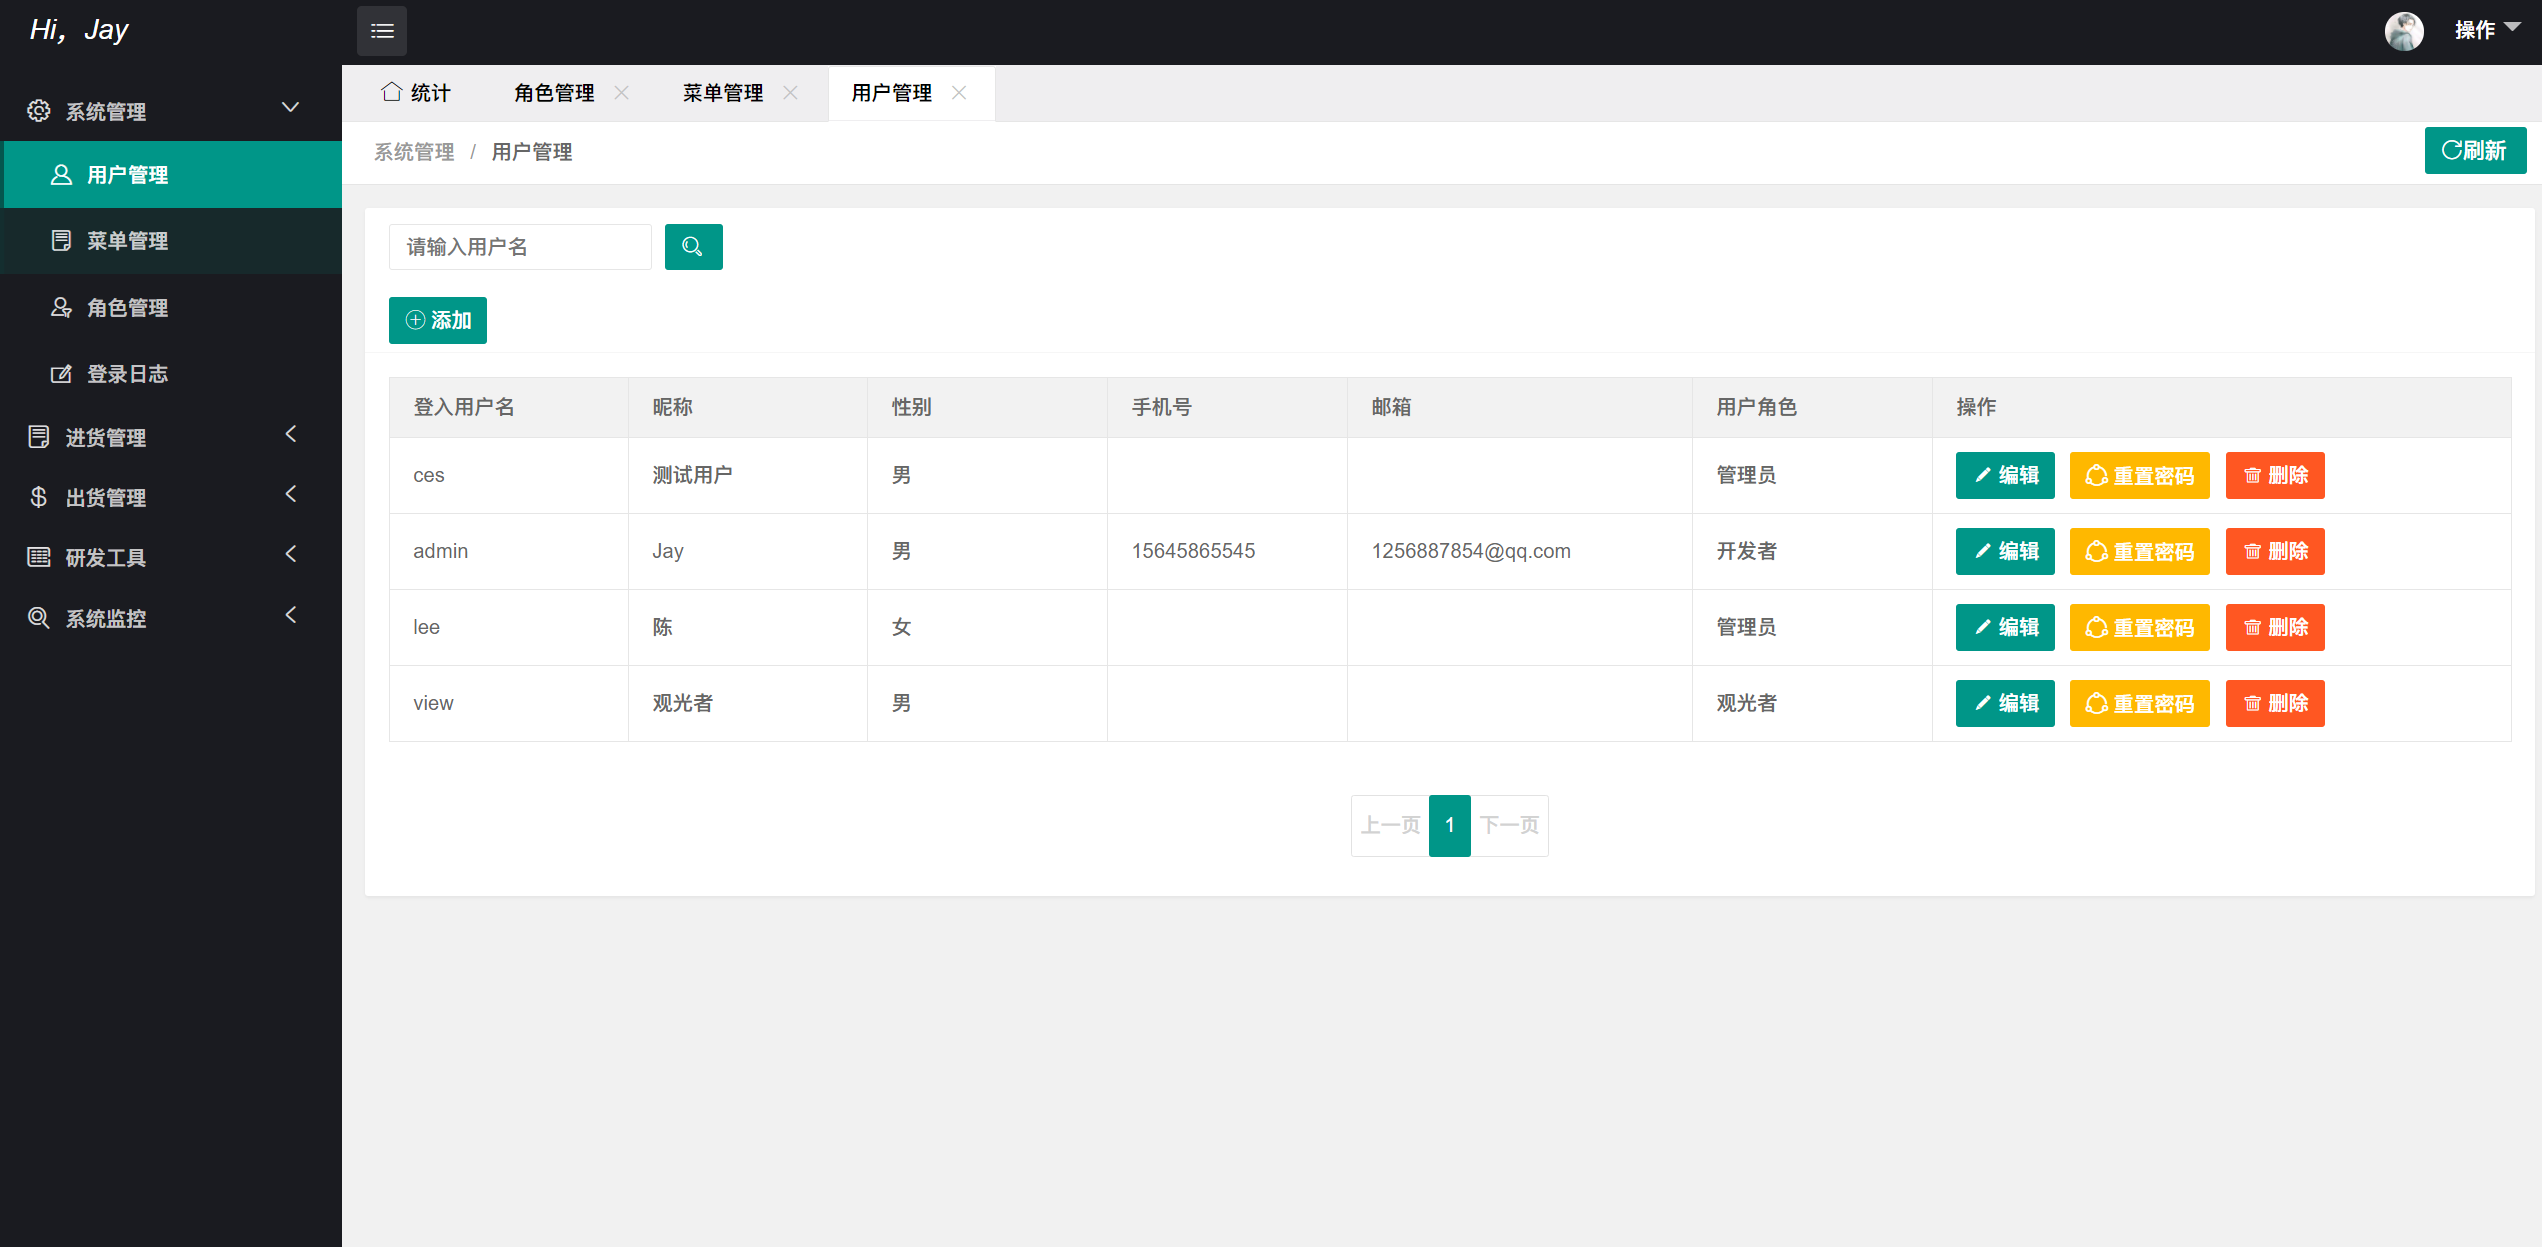 Hi，Jay
操作
系统管理
用户管理
菜单管理
角色管理
登录日志
进货管理
出货管理
研发工具
系统监控
统计 角色管理 菜单管理 用户管理
系统管理 / 用户管理
刷新
请输入用户名
添加
登入用户名 昵称 性别 手机号 邮箱 用户角色 操作
ces 测试用户 男 管理员 编辑 重置密码 删除
admin Jay 男 15645865545 1256887854@qq.com 开发者 编辑 重置密码 删除
lee 陈 女 管理员 编辑 重置密码 删除
view 观光者 男 观光者 编辑 重置密码 删除
上一页 1 下一页